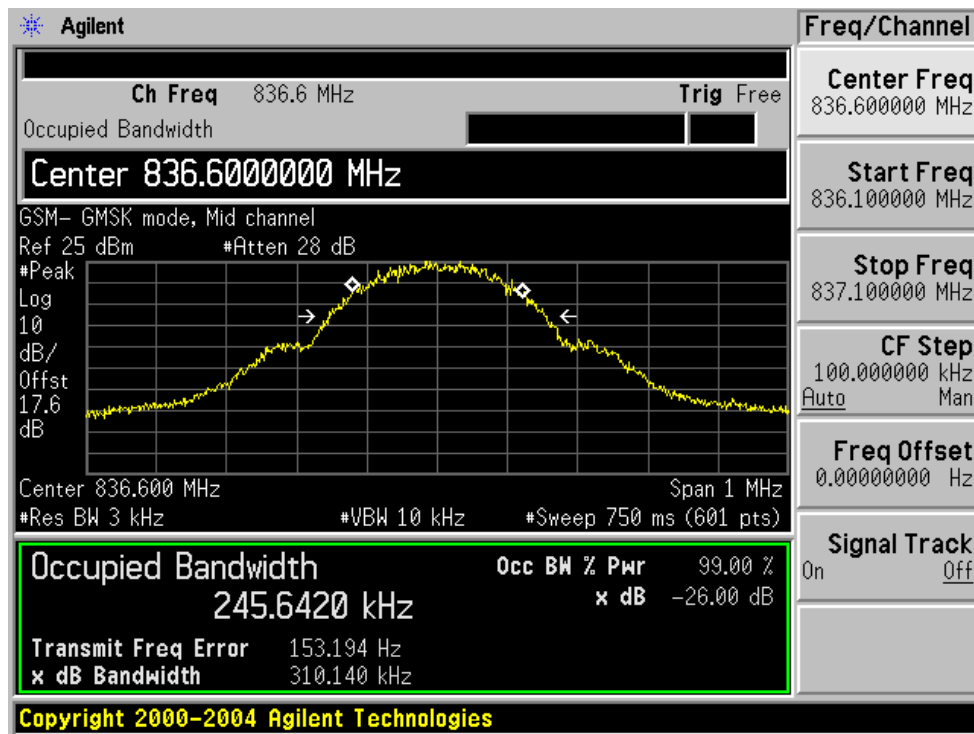 Agilent
Freq/Channel
Ch Freq 836.6 MHz Trig Free
Occupied Bandwidth
Center 836.6000000 MHz
GSM- GMSK mode, Mid channel
Ref 25 dBm #Atten 28 dB
#Peak
Log
10
dB/
Offst
17.6
dB
Center 836.600 MHz Span 1 MHz
#Res BW 3 kHz #VBW 10 kHz #Sweep 750 ms (601 pts)
Occupied Bandwidth Occ BW % Pwr 99.00 %
245.6420 kHz x dB -26.00 dB
Transmit Freq Error 153.194 Hz
x dB Bandwidth 310.140 kHz
Copyright 2000-2004 Agilent Technologies
Center Freq
836.600000 MHz
Start Freq
836.100000 MHz
Stop Freq
837.100000 MHz
CF Step
100.000000 kHz
Auto Man
Freq Offset
0.00000000 Hz
Signal Track
On Off